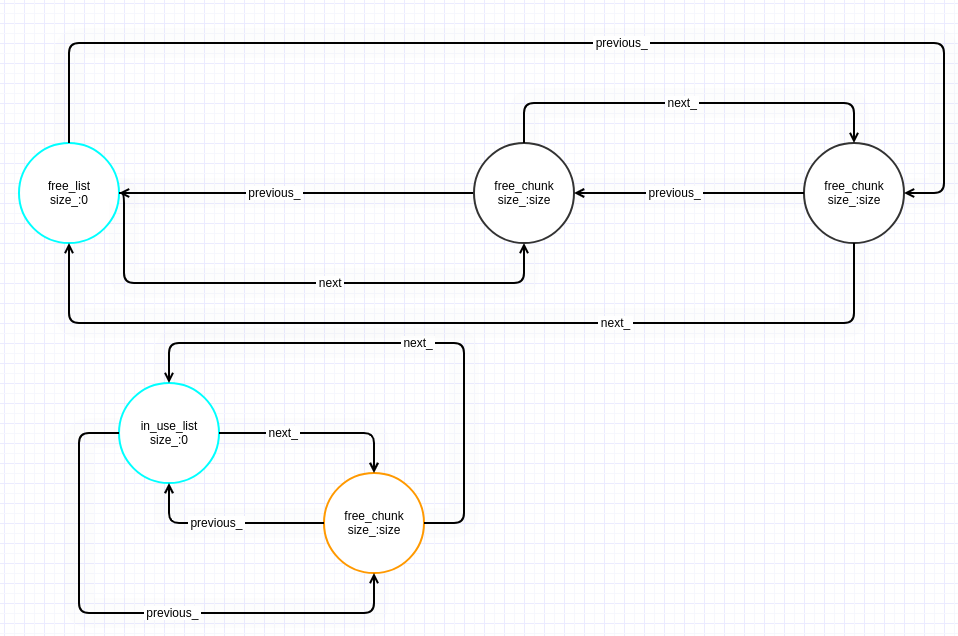 previous_
next_
free_list
size_:0
previous_
free_chunk
size_:size
previous_
free_chunk
size_:size
next
next_
next_
in_use_list
size_:0
next_
free_chunk
size_:size
previous_
previous_